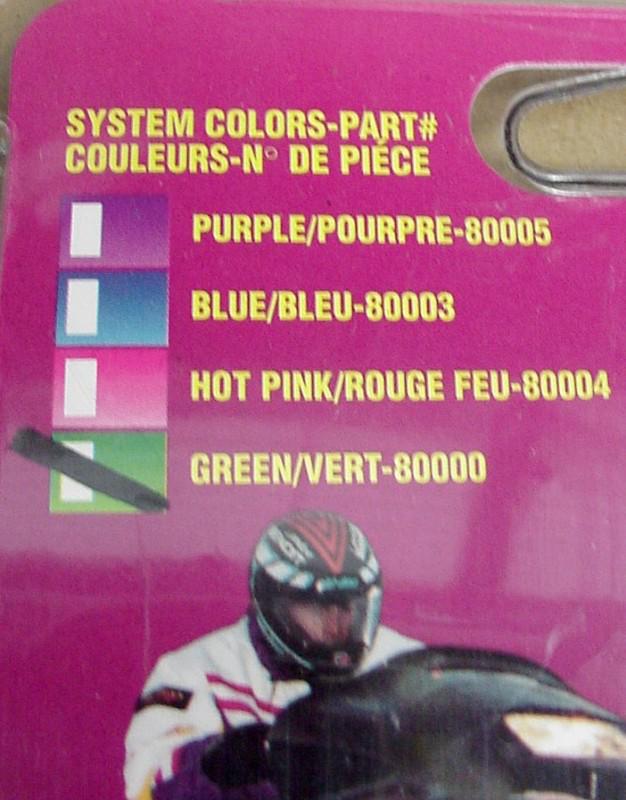 SYSTEM COLORS-PART#
COULEURS-N° DE PIÉCE
PURPLE/POURPRE-80005
BLUE/BLEU-80003
HOT PINK/ROUGE FEU-80004
GREEN/VERT-80000